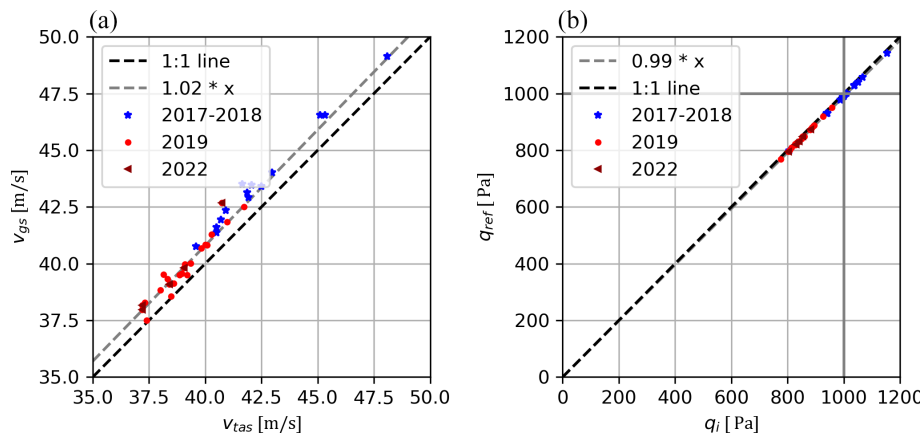 (a)
50.0
47.5
45.0
42.5
40.0
37.5
35.0
v_gs [m/s]
1:1 line
1.02 * x
2017-2018
2019
2022
35.0 37.5 40.0 42.5 45.0 47.5 50.0
v_tas [m/s]
(b)
1200
1000
800
600
400
200
0
q_ref [Pa]
0.99 * x
1:1 line
2017-2018
2019
2022
0 200 400 600 800 1000 1200
q_i [ Pa]